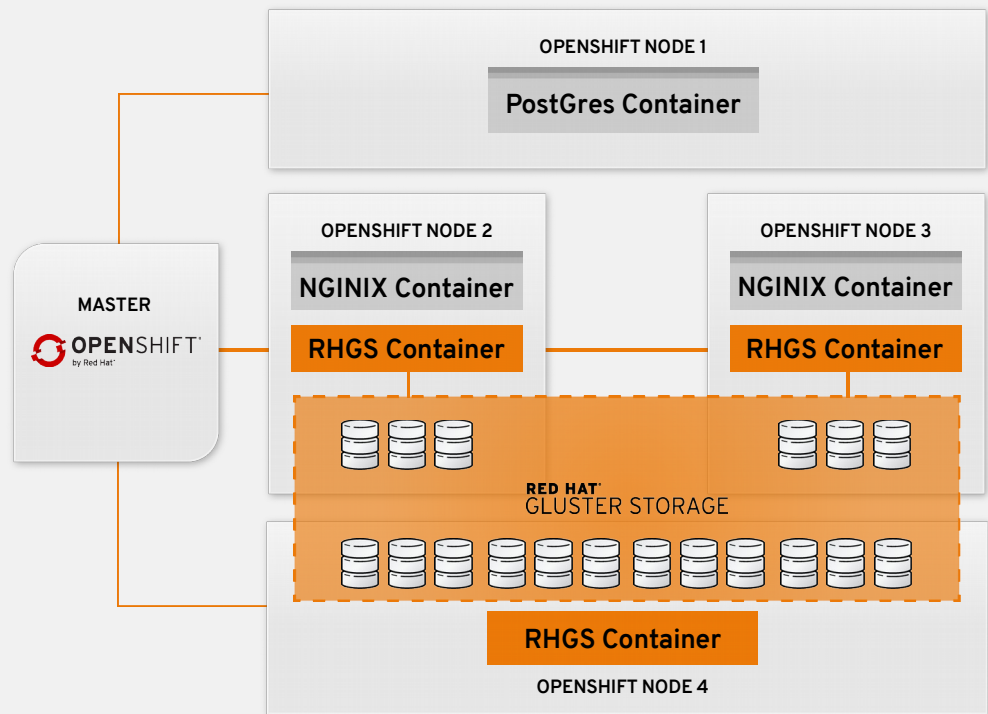 OPENSHIFT NODE 1
PostGres Container
OPENSHIFT NODE 2
NGINIX Container
RHGS Container
OPENSHIFT NODE 3
NGINIX Container
RHGS Container
MASTER
OPENSHIFT
by Red Hat
RED HAT
GLUSTER STORAGE
RHGS Container
OPENSHIFT NODE 4